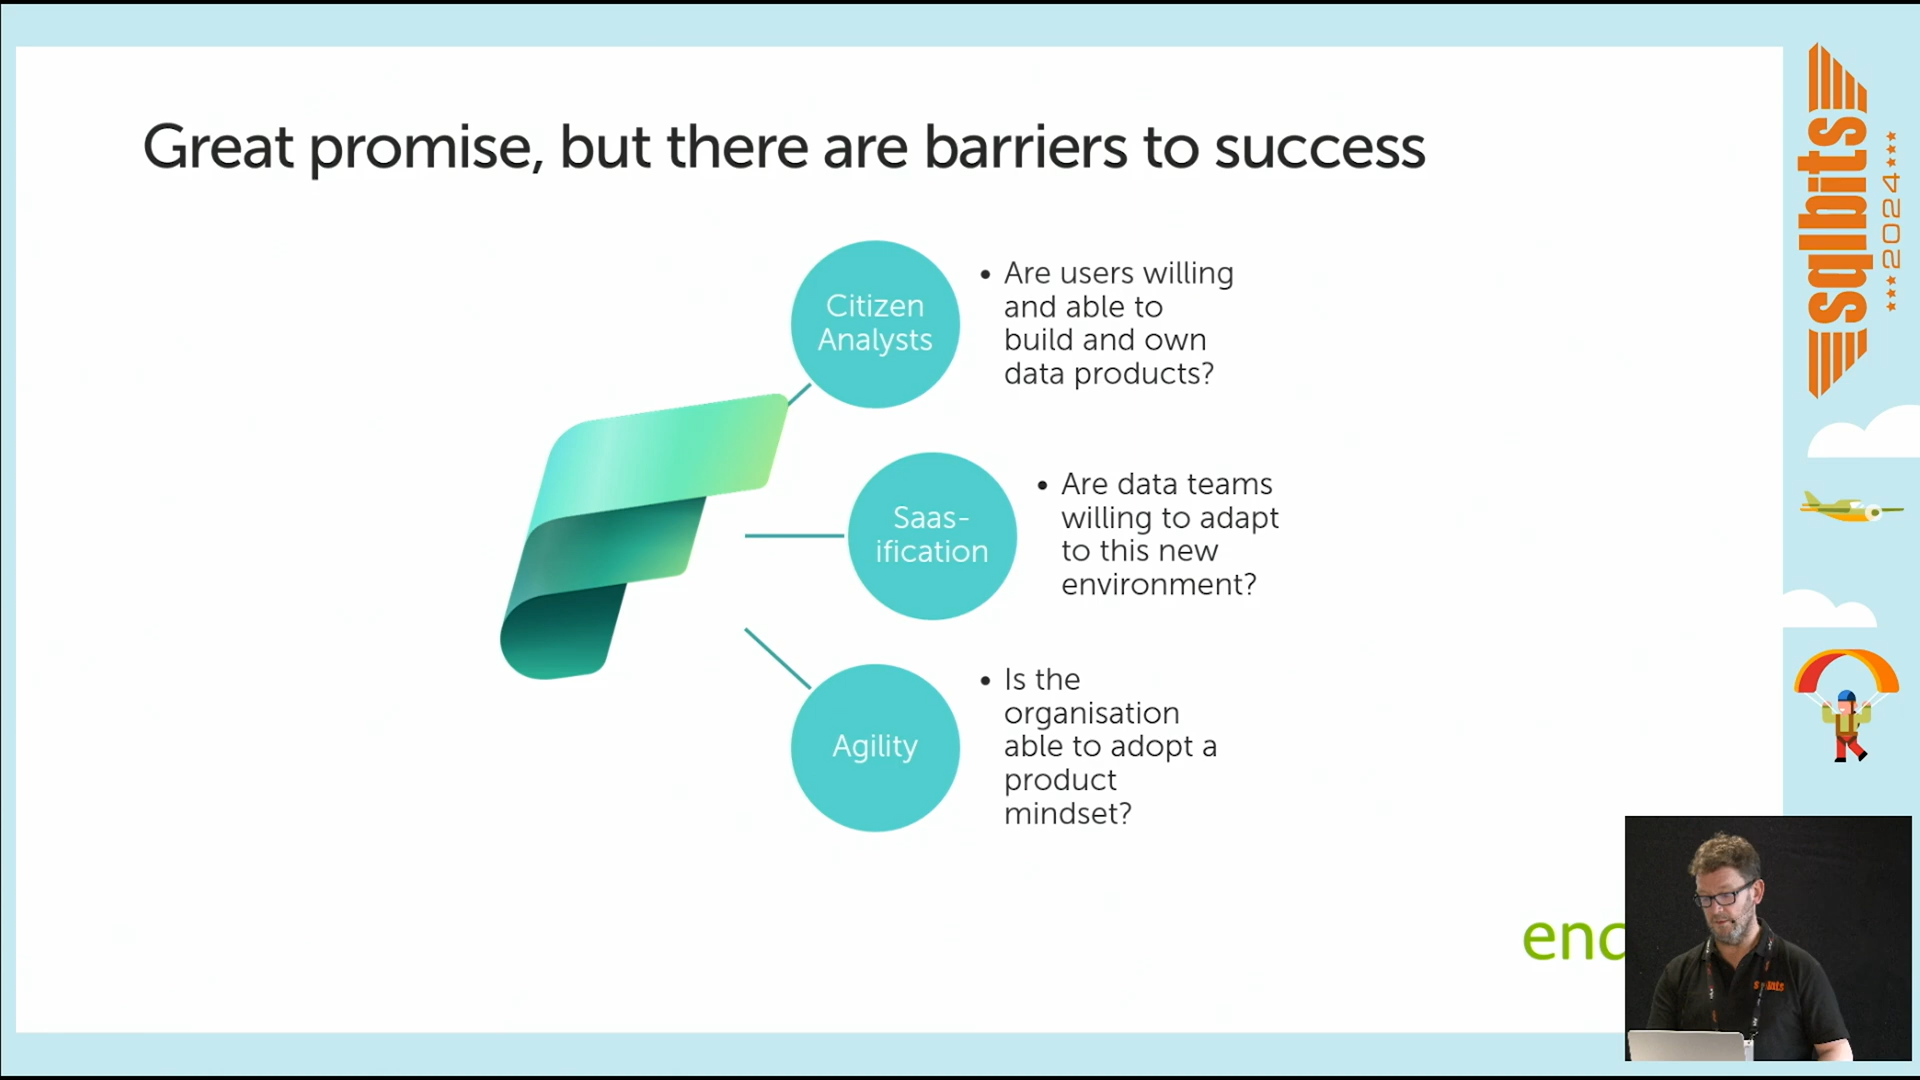 Great promise, but there are barriers to success
Citizen
Analysts
• Are users willing
and able to
build and own
data products?
Saas-
ification
• Are data teams
willing to adapt
to this new
environment?
Agility
• Is the
organisation
able to adopt a
product
mindset?
sqlbits
2024
sqlbits